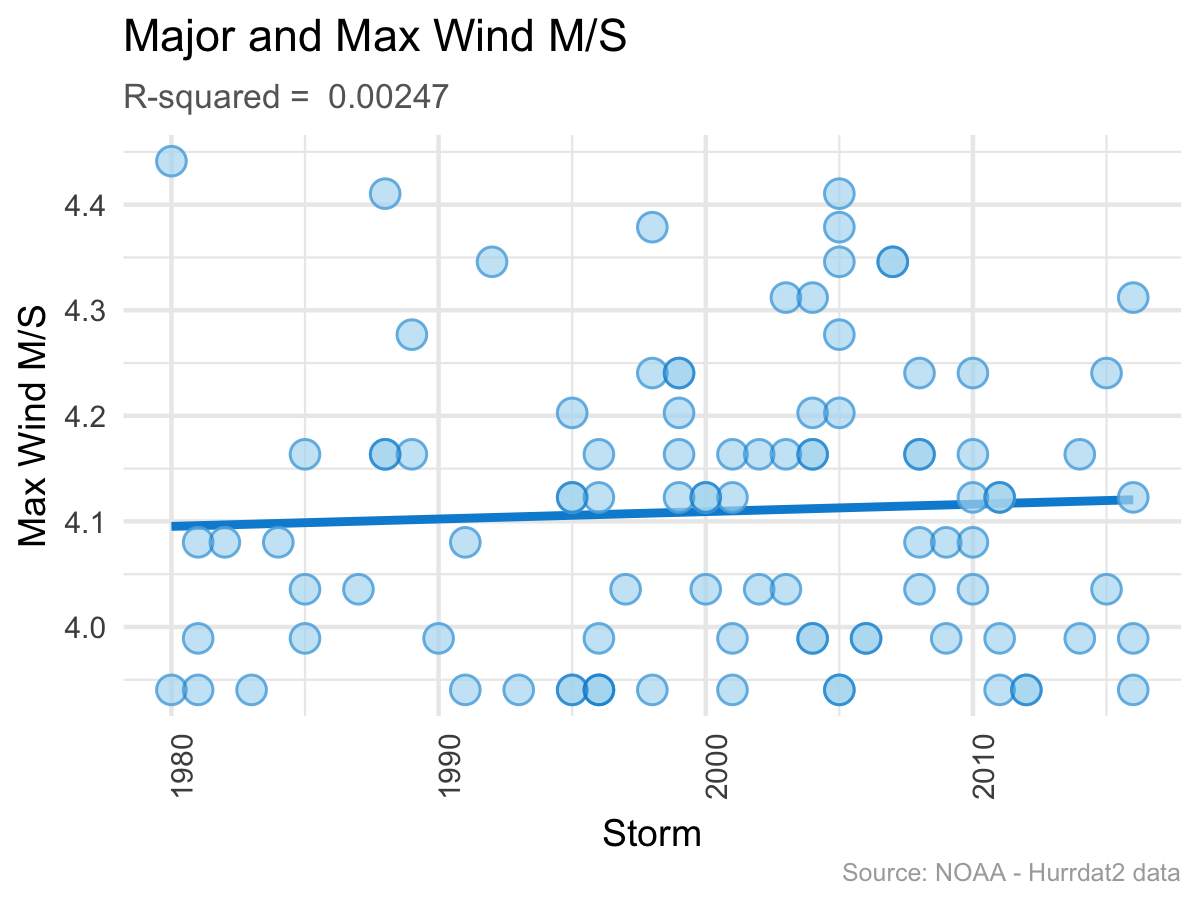 Major and Max Wind M/S
R-squared =  0.00247
Max Wind M/S
4.4
4.3
4.2
4.1
4.0
1980
1990
2000
2010
Storm
Source: NOAA - Hurrdat2 data